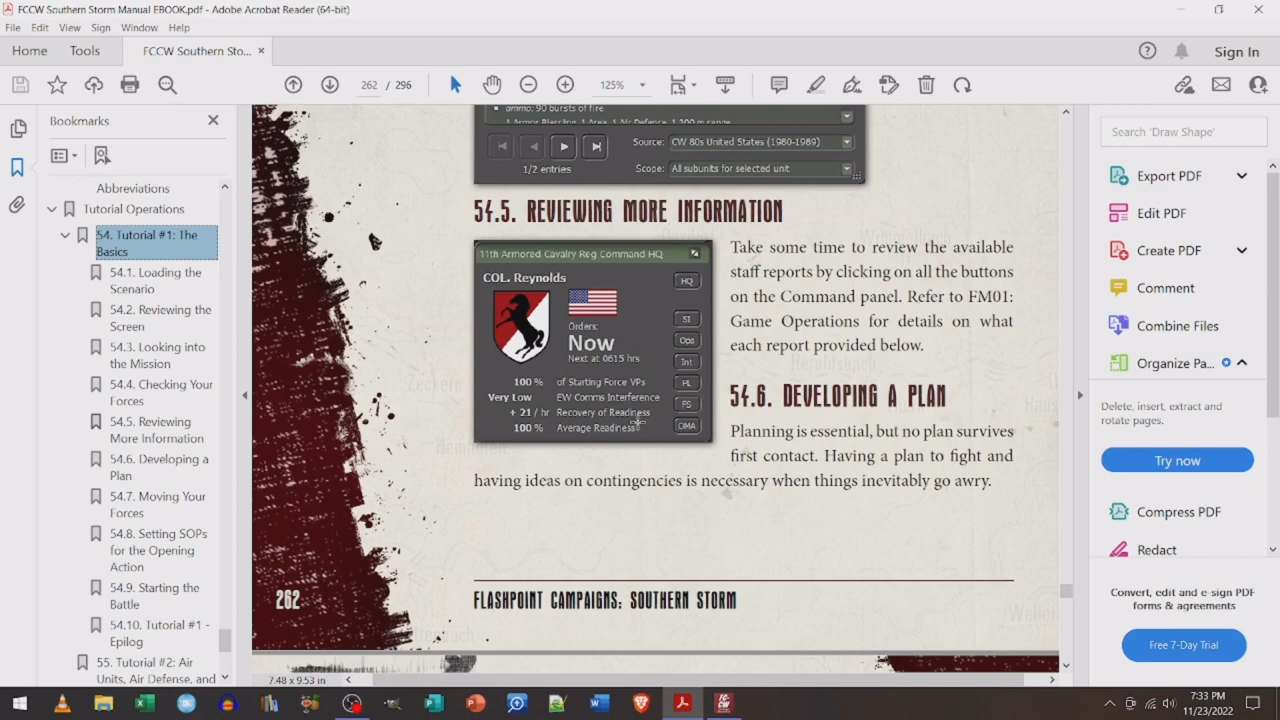 FCCW Southern Storm Manual EBOOK.pdf - Adobe Acrobat Reader (64-bit)
File Edit View Sign Window Help
Home Tools FCCW Southern Sto... × Sign In
262 / 296 125%
Bookmarks
Abbreviations
Tutorial Operations
54. Tutorial #1: The
Basics
54.1. Loading the
Scenario
54.2. Reviewing the
Screen
54.3. Looking into
the Mission
54.4. Checking Your
Forces
54.5. Reviewing
More Information
54.6. Developing a
Plan
54.7. Moving Your
Forces
54.8. Setting SOPs
for the Opening
Action
54.9. Starting the
Battle
54.10. Tutorial #1 -
Epilog
55. Tutorial #2: Air
Units, Air Defense, and
ammo: 90 bursts of fire
1 Armor Piercing, 1 Area, 1 Air Defence, 1,200 m range
Source: CW 80s United States (1980-1989)
1/2 entries Scope: All subunits for selected unit
54.5. REVIEWING MORE INFORMATION
11th Armored Cavalry Reg Command HQ
COL. Reynolds HQ
Orders: SI
Now Ops
Next at 0615 hrs Int
100 % of Starting Force VPs PL
Very Low EW Comms Interference
+ 21 / hr Recovery of Readiness FS
100 % Average Readiness OMA
Take some time to review the available
staff reports by clicking on all the buttons
on the Command panel. Refer to FM01:
Game Operations for details on what
each report provided below.
54.6. DEVELOPING A PLAN
Planning is essential, but no plan survives
first contact. Having a plan to fight and
having ideas on contingencies is necessary when things inevitably go awry.
262 FLASHPOINT CAMPAIGNS: SOUTHERN STORM
7.48 x 9.53 in
Search 'Draw Shape'
Export PDF
Edit PDF
Create PDF
Comment
Combine Files
Organize Pa...
Delete, insert, extract and
rotate pages.
Try now
Compress PDF
Redact
Convert, edit and e-sign PDF
forms & agreements
Free 7-Day Trial
7:33 PM
11/23/2022